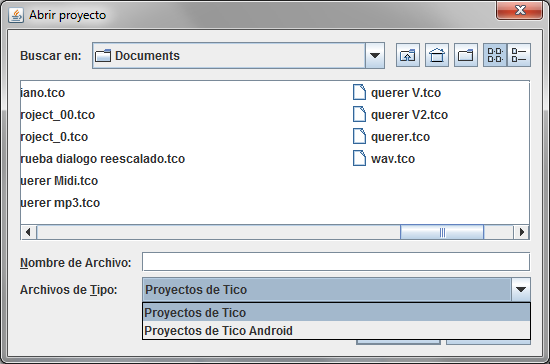 Abrir proyecto
Buscar en: Documents
iano.tco
roject_00.tco
roject_0.tco
rueba dialogo reescalado.tco
uerer Midi.tco
uerer mp3.tco
querer V.tco
querer V2.tco
querer.tco
wav.tco
Nombre de Archivo:
Archivos de Tipo: Proyectos de Tico
Proyectos de Tico
Proyectos de Tico Android